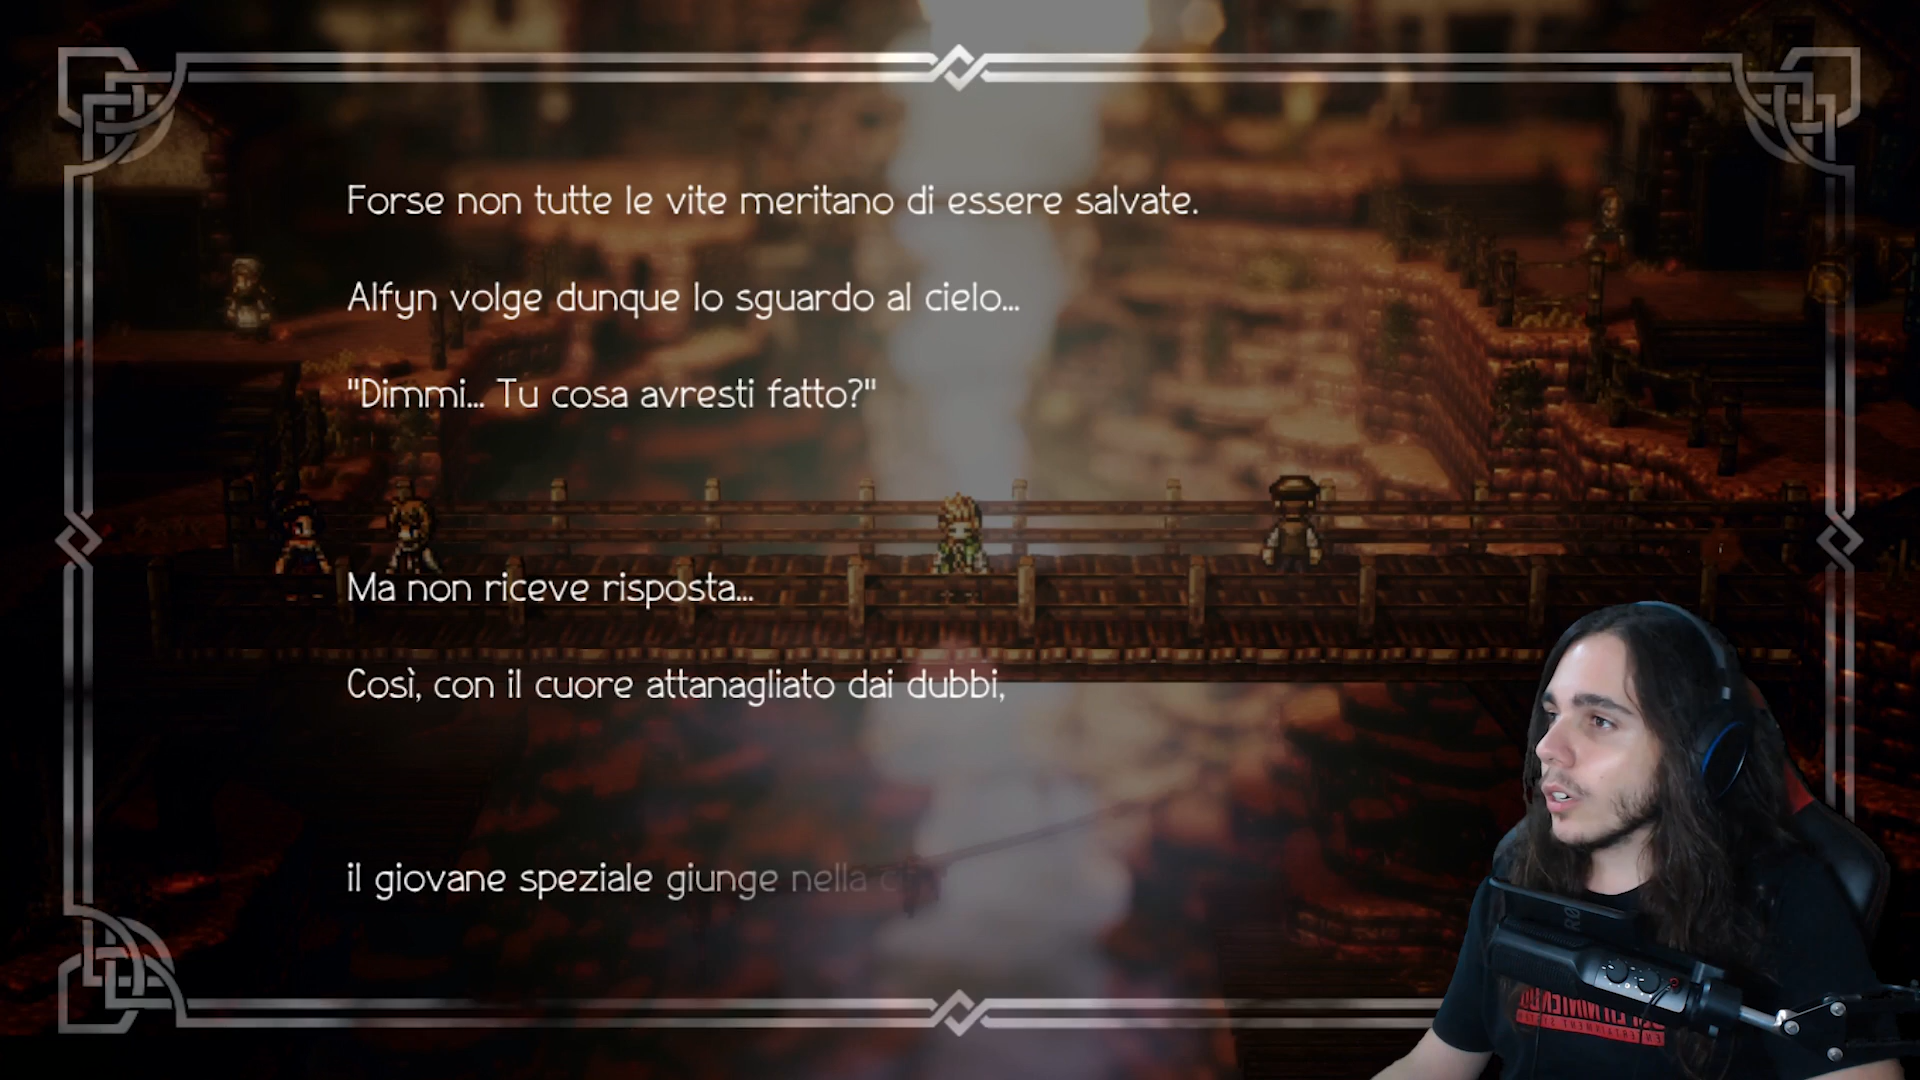 Forse non tutte le vite meritano di essere salvate.
Alfyn volge dunque lo sguardo al cielo...
"Dimmi... Tu cosa avresti fatto?"
Ma non riceve risposta...
Così, con il cuore attanagliato dai dubbi,
il giovane speziale giunge nella